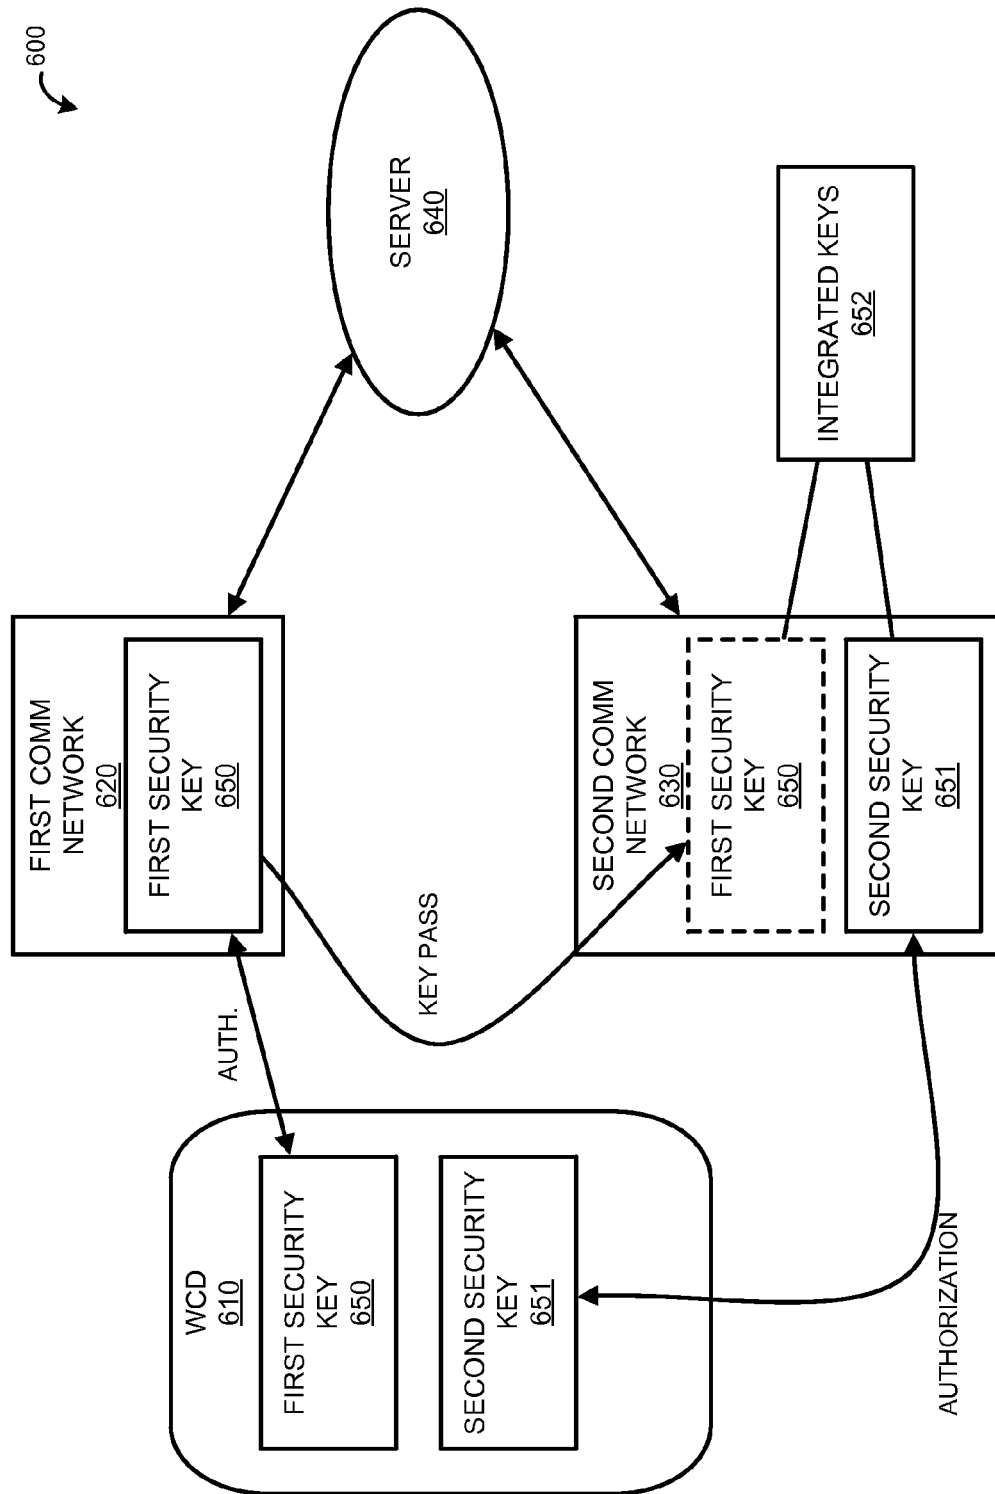 600
FIRST COMM
NETWORK
620
FIRST SECURITY
KEY
650
SERVER
640
AUTH.
KEY PASS
WCD
610
FIRST SECURITY
KEY
650
SECOND SECURITY
KEY
651
SECOND COMM
NETWORK
630
FIRST SECURITY
KEY
650
SECOND SECURITY
KEY
651
INTEGRATED KEYS
652
AUTHORIZATION